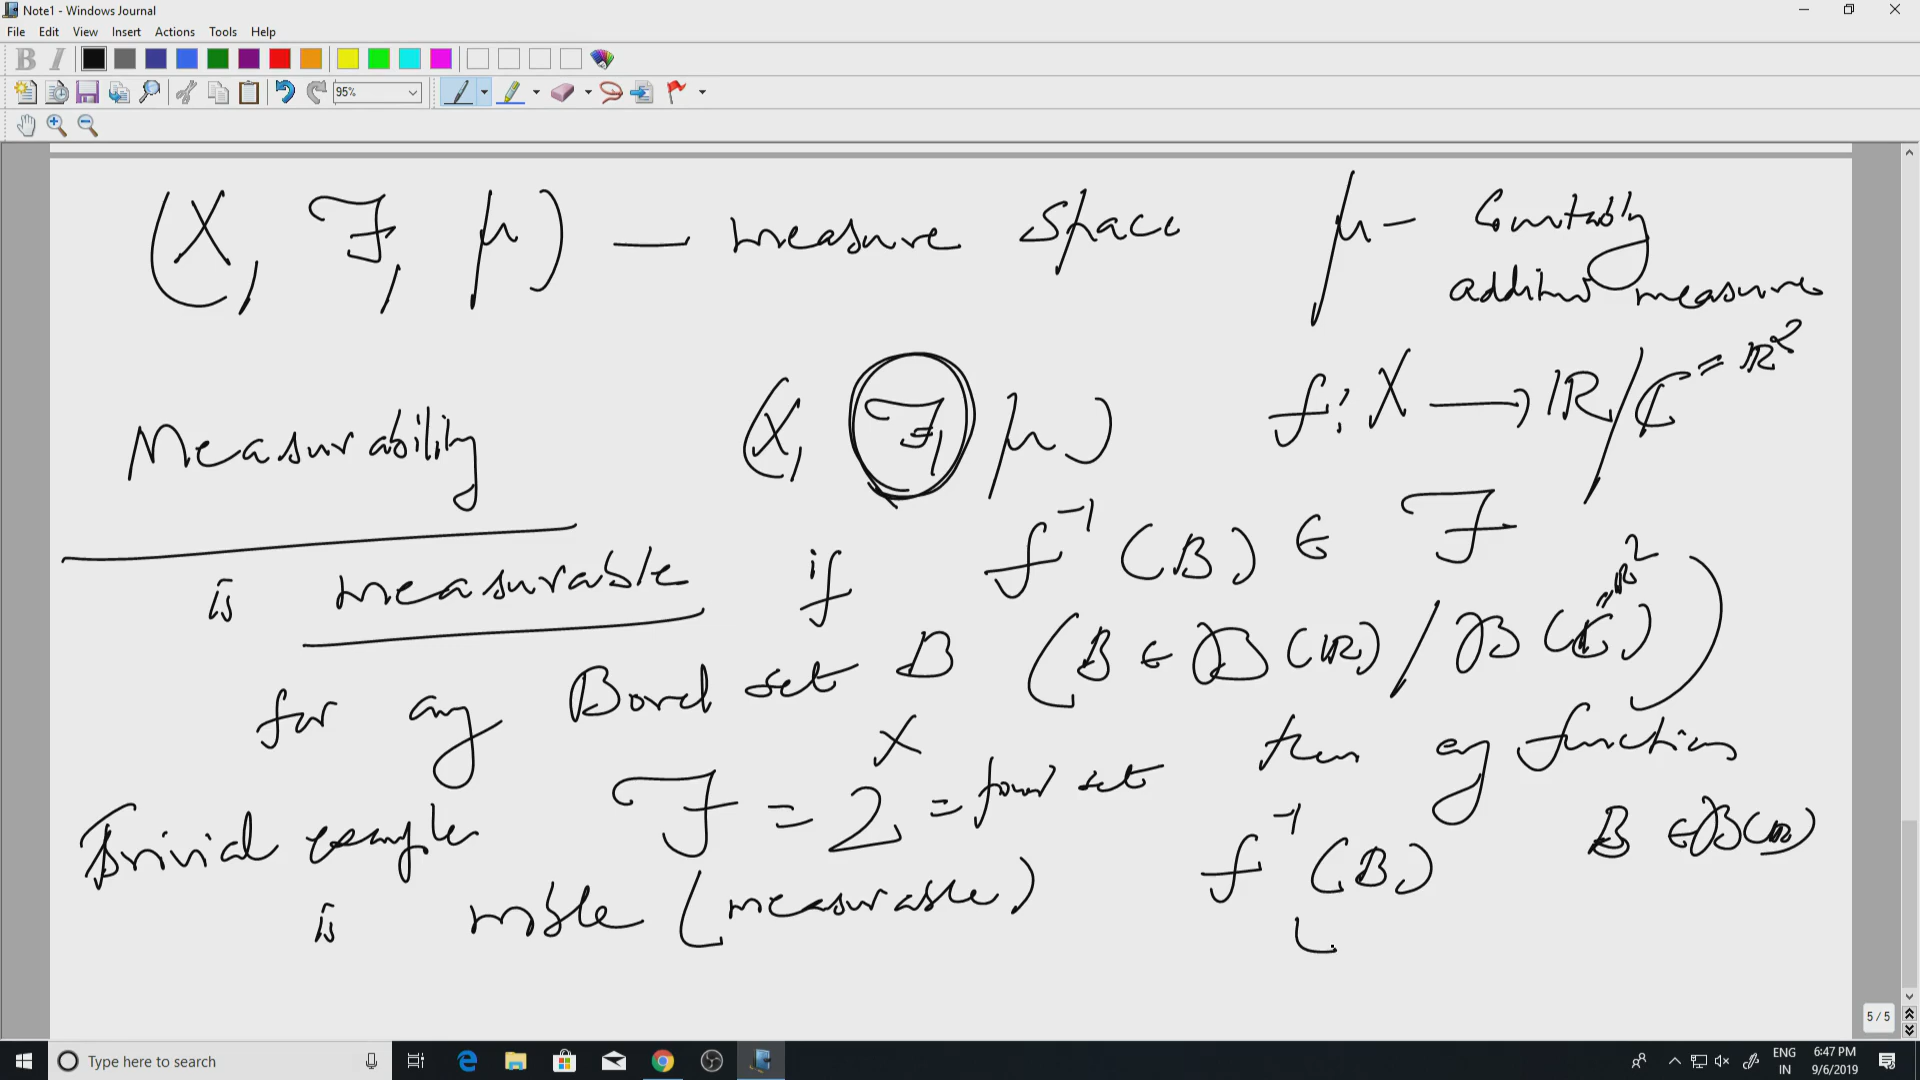 Note1 - Windows Journal
File Edit View Insert Actions Tools Help
B I
95%
(X, ℱ, μ) — measure space μ - Countably
additive measure
Measurability (X, ℱ, μ) f: X → ℝ/ℂ = ℝ²
is measurable if f⁻¹(B) ∈ ℱ
for any Borel set B (B ∈ 𝓑(ℝ) / 𝓑(ℂ = ℝ²))
Trivial example ℱ = 2ˣ = power set then any function
is mble (measurable) f⁻¹(B) B ∈ 𝓑(ℝ)
5 / 5
Type here to search
ENG
IN
6:47 PM
9/6/2019